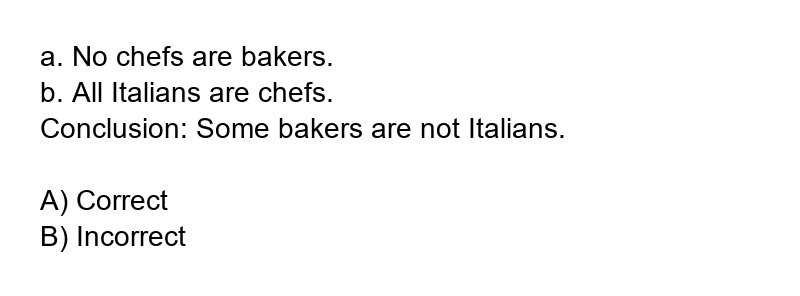 a. No chefs are bakers.
b. All Italians are chefs.
Conclusion: Some bakers are not Italians.
A) Correct
B) Incorrect